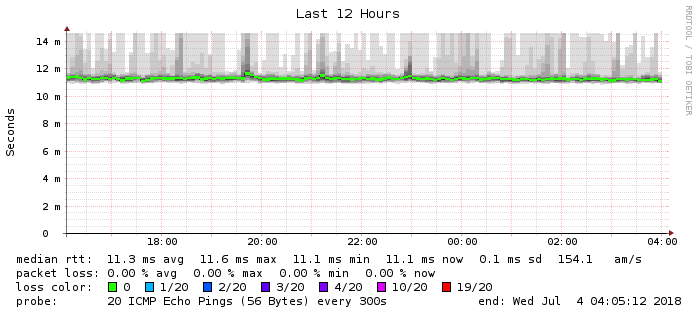 Last 12 Hours
RRDTOOL / TOBI OETIKER
Seconds
14 m
12 m
10 m
8 m
6 m
4 m
2 m
0
18:00 20:00 22:00 00:00 02:00 04:00
median rtt: 11.3 ms avg 11.6 ms max 11.1 ms min 11.1 ms now 0.1 ms sd 154.1 am/s
packet loss: 0.00 % avg 0.00 % max 0.00 % min 0.00 % now
loss color: 0 1/20 2/20 3/20 4/20 10/20 19/20
probe: 20 ICMP Echo Pings (56 Bytes) every 300s end: Wed Jul 4 04:05:12 2018